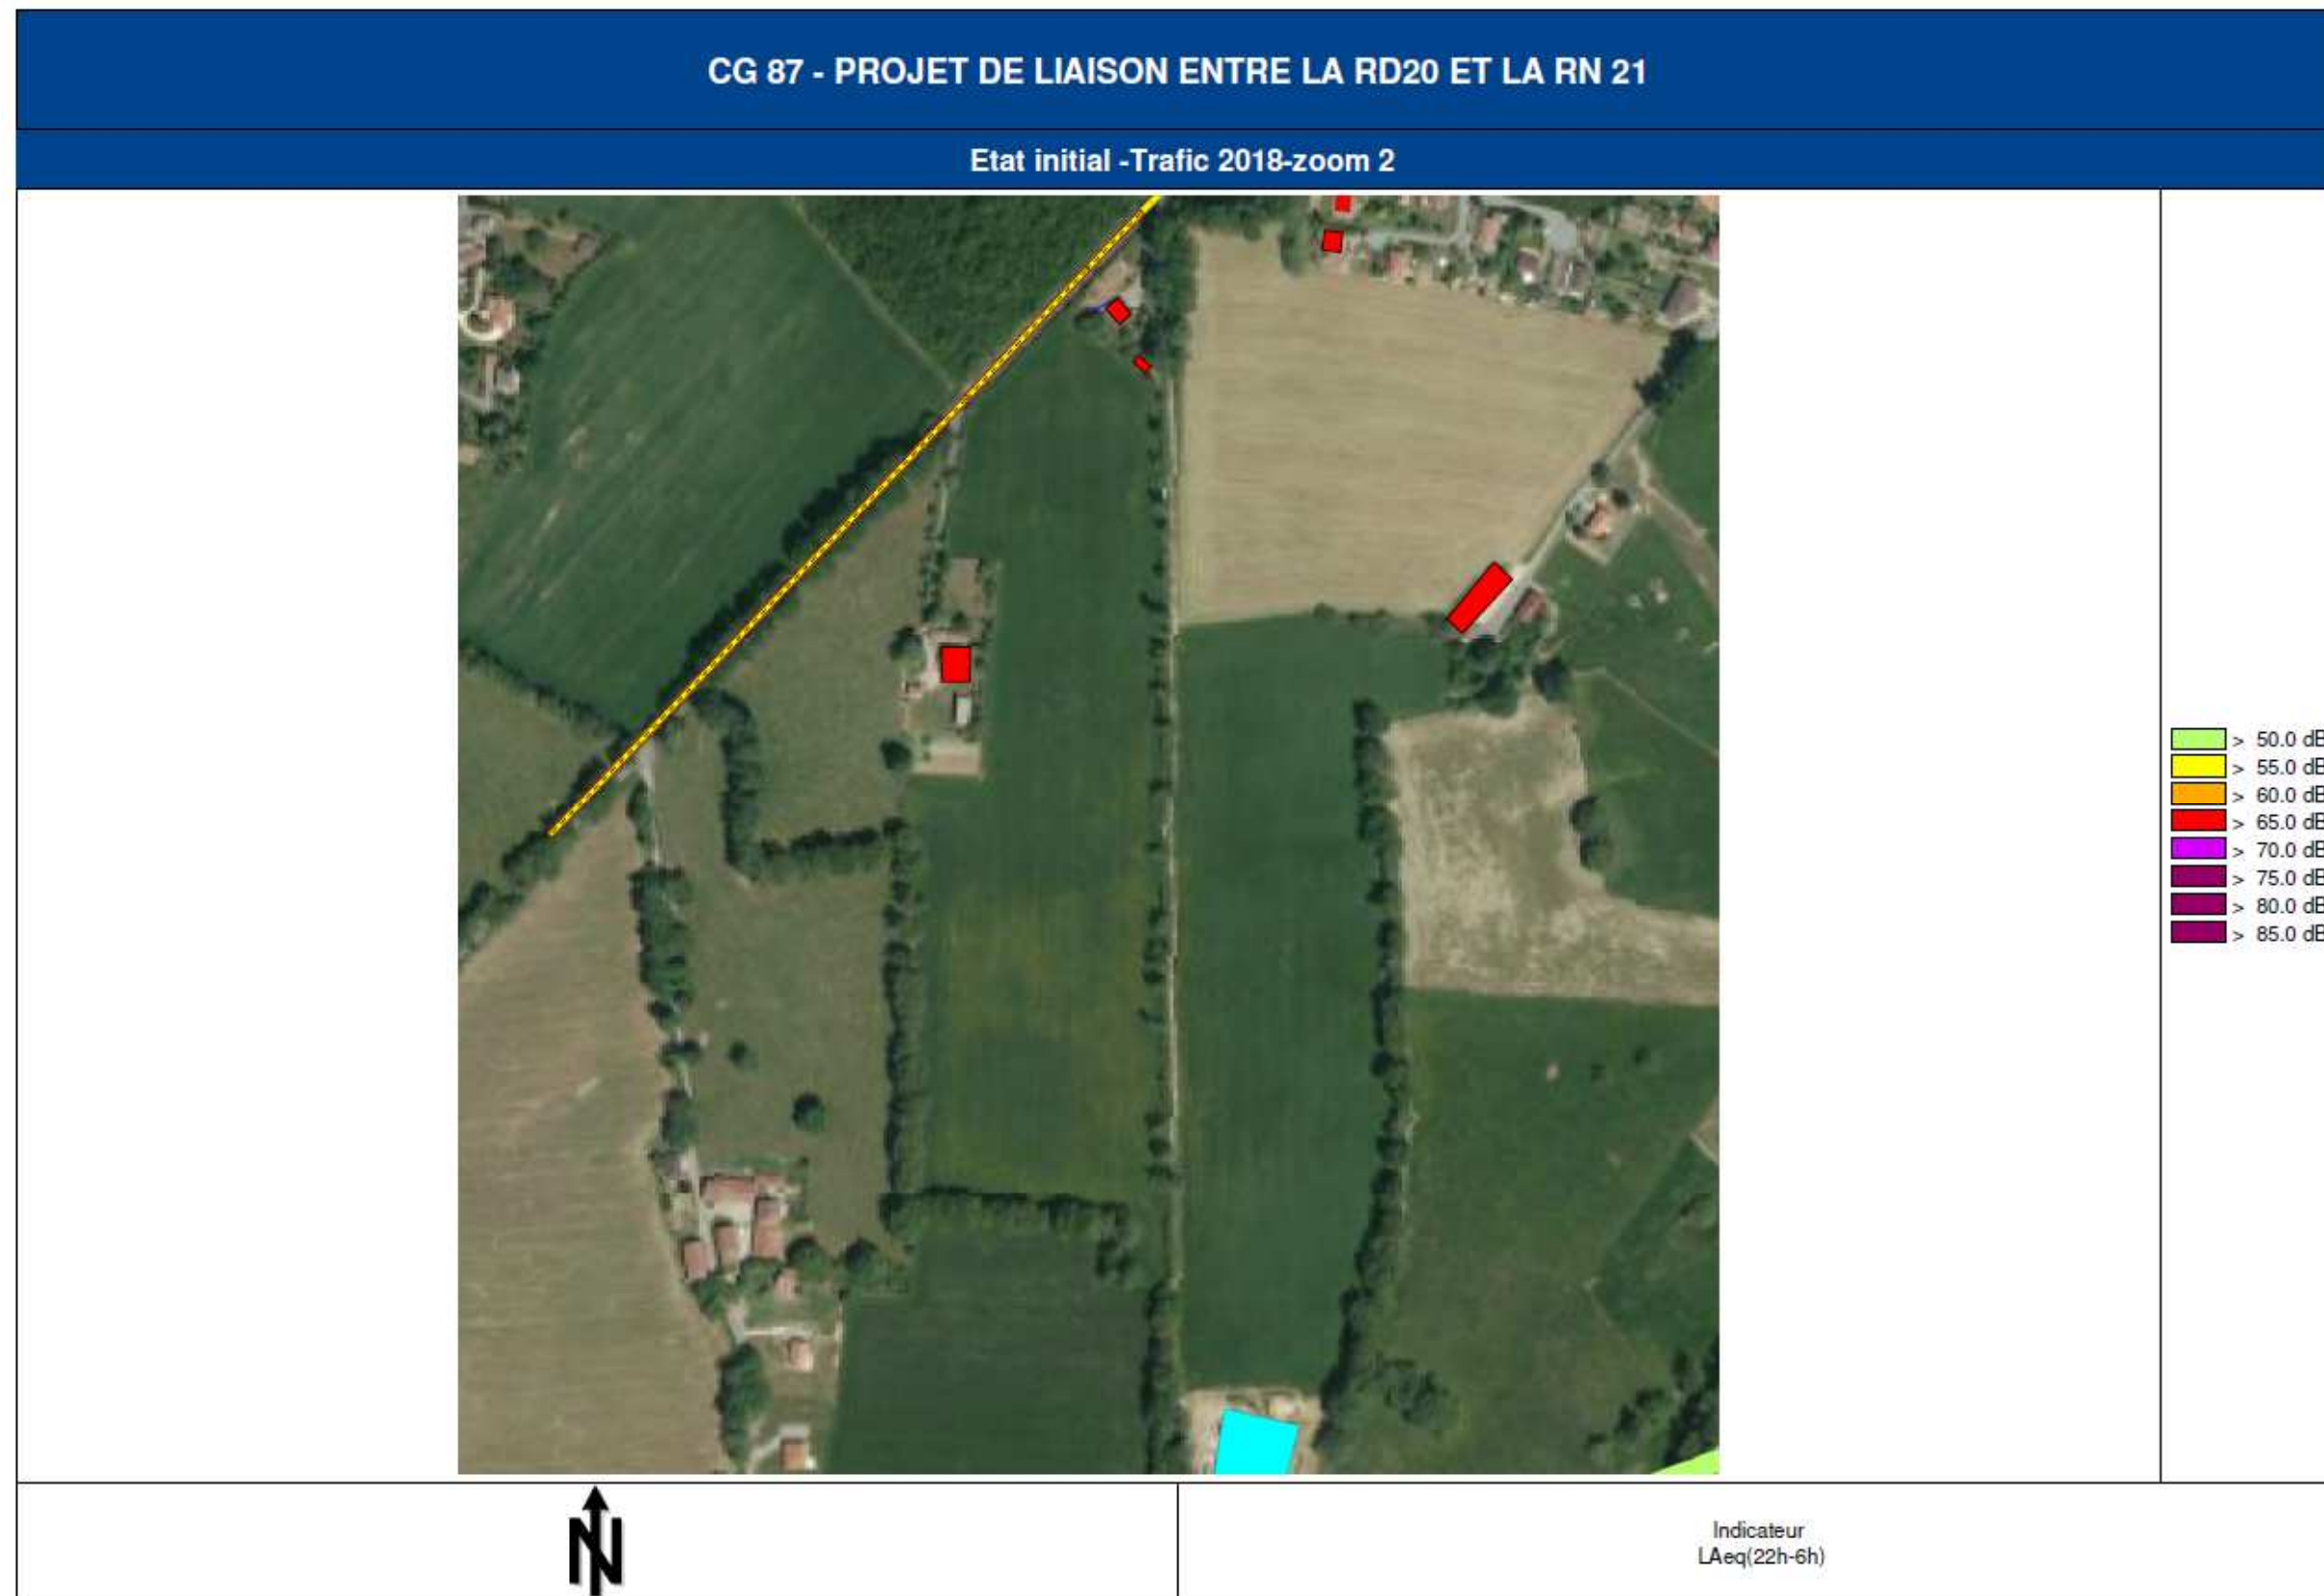 CG 87 - PROJET DE LIAISON ENTRE LA RD20 ET LA RN 21
Etat initial -Trafic 2018-zoom 2
> 50.0 dB
> 55.0 dB
> 60.0 dB
> 65.0 dB
> 70.0 dB
> 75.0 dB
> 80.0 dB
> 85.0 dB
N
Indicateur
LAeq(22h-6h)